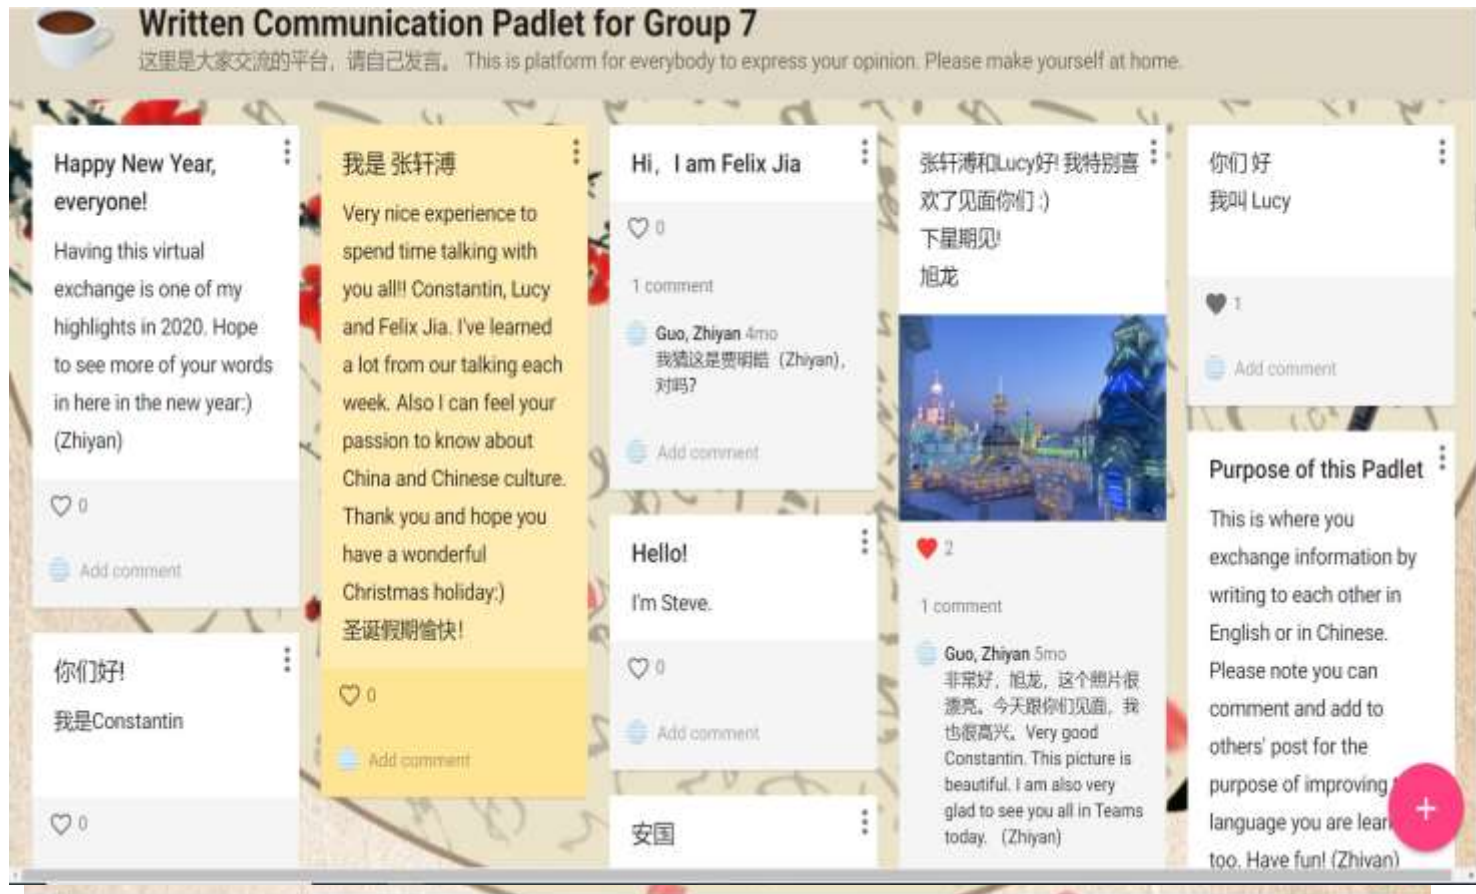 Written Communication Padlet for Group 7
这里是大家交流的平台，请自己发言。 This is platform for everybody to express your opinion. Please make yourself at home.
Happy New Year,
everyone!
Having this virtual
exchange is one of my
highlights in 2020. Hope
to see more of your words
in here in the new year:)
(Zhiyan)
0
Add comment
你们好!
我是Constantin
0
我是 张轩溥
Very nice experience to
spend time talking with
you all!! Constantin, Lucy
and Felix Jia. I've learned
a lot from our talking each
week. Also I can feel your
passion to know about
China and Chinese culture.
Thank you and hope you
have a wonderful
Christmas holiday:)
圣诞假期愉快！
0
Add comment
Hi，I am Felix Jia
0
1 comment
Guo, Zhiyan 4mo
我猜这是贾明皓（Zhiyan)，
对吗？
Add comment
Hello!
I'm Steve.
0
Add comment
安国
张轩溥和Lucy好! 我特别喜
欢了见面你们 :)
下星期见!
旭龙
2
1 comment
Guo, Zhiyan 5mo
非常好，旭龙，这个照片很
漂亮。今天跟你们见面，我
也很高兴。Very good
Constantin. This picture is
beautiful. I am also very
glad to see you all in Teams
today. （Zhiyan)
你们 好
我叫 Lucy
1
Add comment
Purpose of this Padlet
This is where you
exchange information by
writing to each other in
English or in Chinese.
Please note you can
comment and add to
others' post for the
purpose of improving
language you are
too. Have fun! (Zhiyan)
+